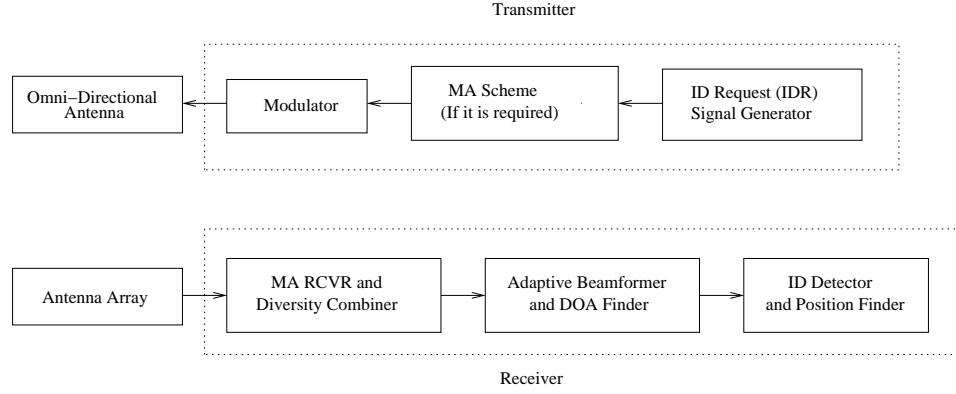 Transmitter
Omni-Directional
Antenna
Modulator
MA Scheme
(If it is required)
ID Request (IDR)
Signal Generator
Antenna Array
MA RCVR and
Diversity Combiner
Adaptive Beamformer
and DOA Finder
ID Detector
and Position Finder
Receiver